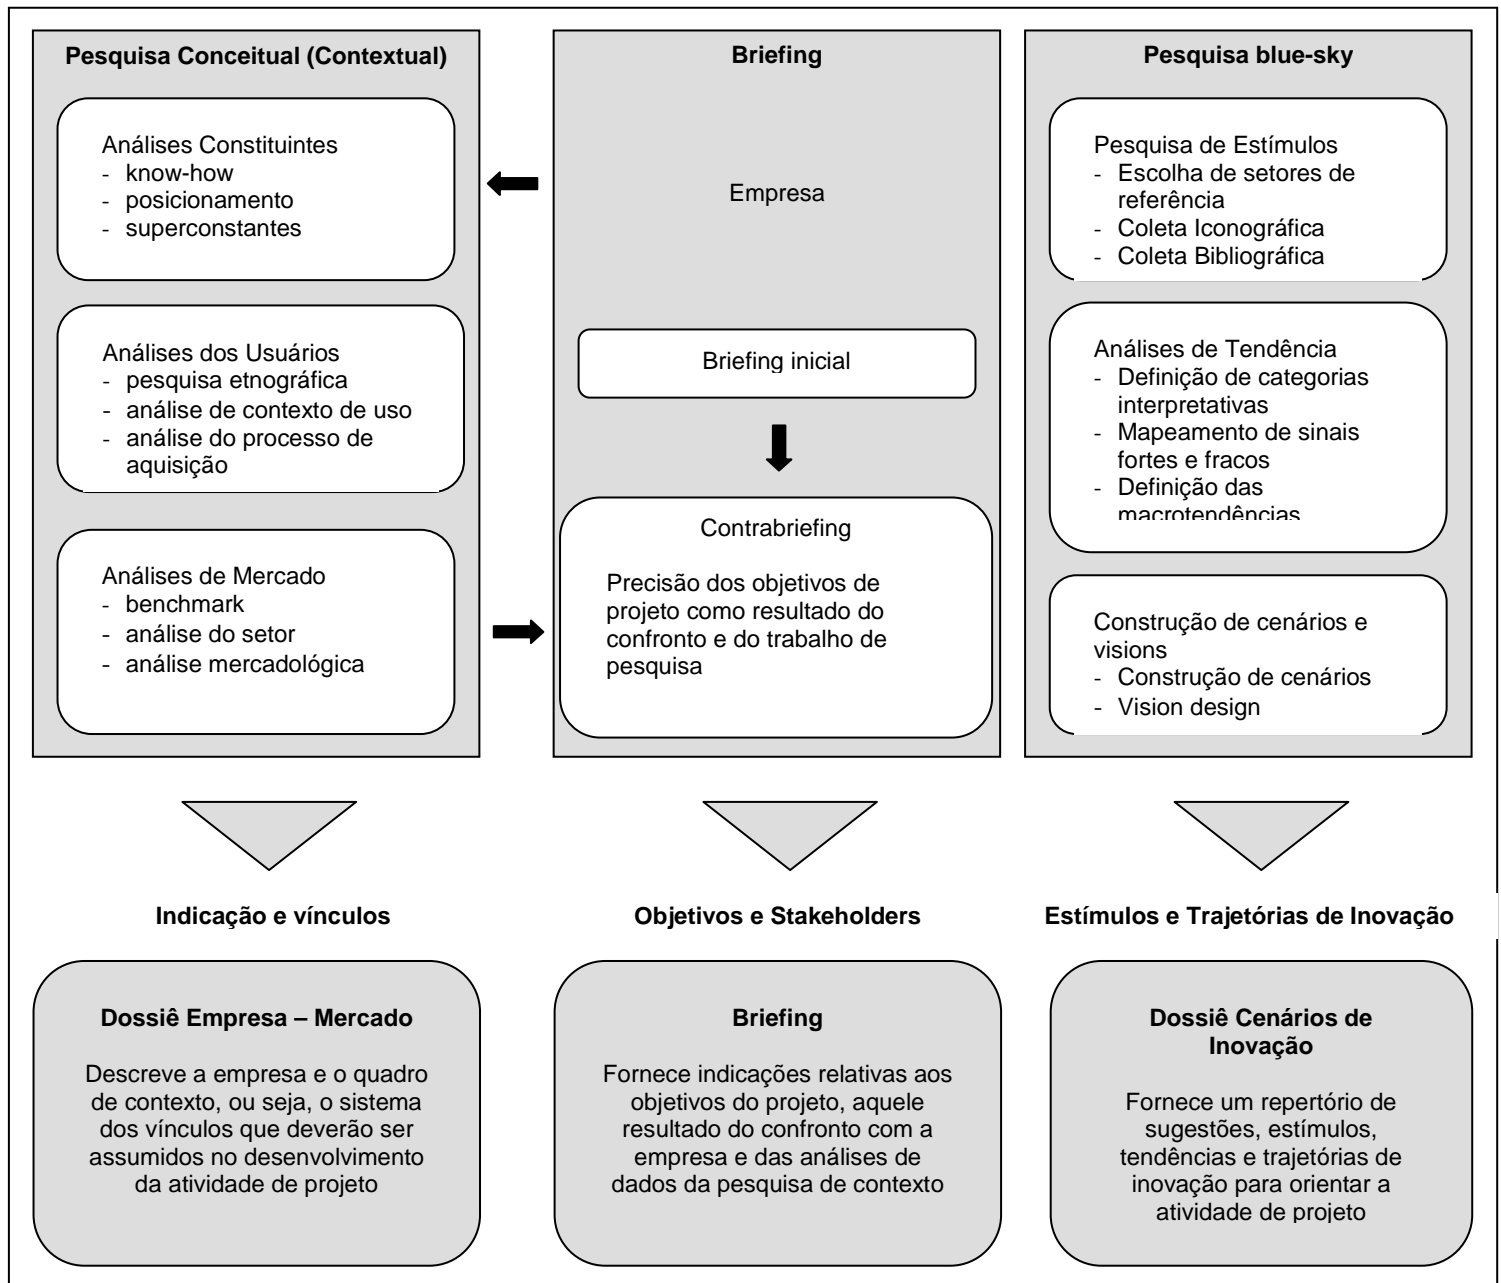 Pesquisa Conceitual (Contextual)
Análises Constituintes
- know-how
- posicionamento
- superconstantes
Análises dos Usuários
- pesquisa etnográfica
- análise de contexto de uso
- análise do processo de
aquisição
Análises de Mercado
- benchmark
- análise do setor
- análise mercadológica
Briefing
Empresa
Briefing inicial
Contrabriefing
Precisão dos objetivos de
projeto como resultado do
confronto e do trabalho de
pesquisa
Pesquisa blue-sky
Pesquisa de Estímulos
- Escolha de setores de
referência
- Coleta Iconográfica
- Coleta Bibliográfica
Análises de Tendência
- Definição de categorias
interpretativas
- Mapeamento de sinais
fortes e fracos
- Definição das
macrotendências
Construção de cenários e
visions
- Construção de cenários
- Vision design
Indicação e vínculos
Objetivos e Stakeholders
Estímulos e Trajetórias de Inovação
Dossiê Empresa – Mercado
Descreve a empresa e o quadro
de contexto, ou seja, o sistema
dos vínculos que deverão ser
assumidos no desenvolvimento
da atividade de projeto
Briefing
Fornece indicações relativas aos
objetivos do projeto, aquele
resultado do confronto com a
empresa e das análises de
dados da pesquisa de contexto
Dossiê Cenários de
Inovação
Fornece um repertório de
sugestões, estímulos,
tendências e trajetórias de
inovação para orientar a
atividade de projeto